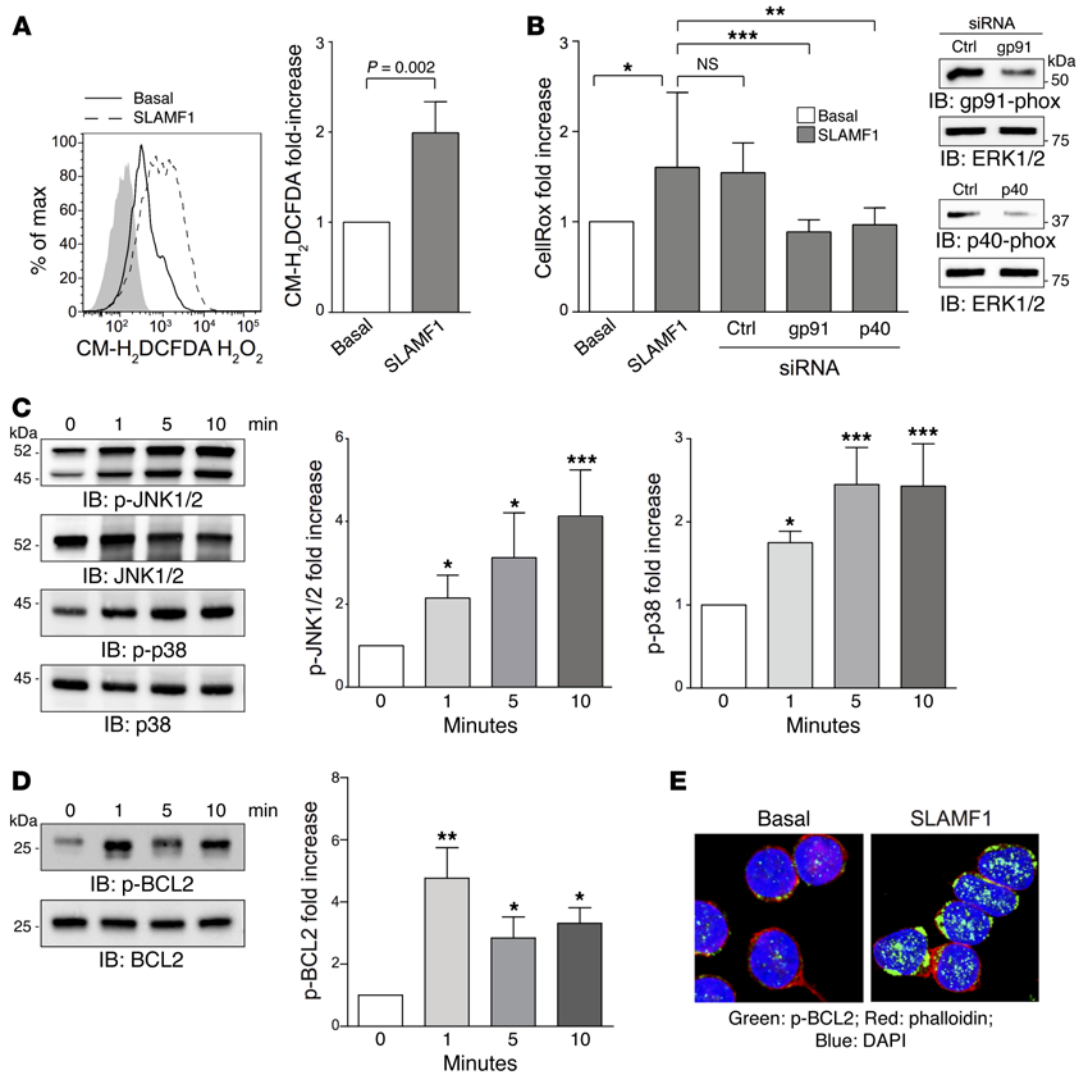 A
Basal
SLAMF1
100
80
60
40
20
0
% of max
10² 10³ 10⁴ 10⁵
CM-H₂DCFDA H₂O₂
CM-H₂DCFDA fold-increase
3
2
1
0
P = 0.002
Basal
SLAMF1
B
CellRox fold increase
3
2
1
0
**
***
*
NS
Basal
SLAMF1
Basal
SLAMF1
Ctrl gp91 p40
siRNA
siRNA
Ctrl gp91
kDa
50
IB: gp91-phox
75
IB: ERK1/2
Ctrl p40
37
IB: p40-phox
75
IB: ERK1/2
C
0 1 5 10 min
kDa
52
45
IB: p-JNK1/2
52
IB: JNK1/2
45
IB: p-p38
45
IB: p38
p-JNK1/2 fold increase
6
4
2
0
*
*
***
0 1 5 10
Minutes
p-p38 fold increase
3
2
1
0
*
***
***
0 1 5 10
Minutes
D
0 1 5 10 min
kDa
25
IB: p-BCL2
25
IB: BCL2
p-BCL2 fold increase
8
6
4
2
0
**
*
*
0 1 5 10
Minutes
E
Basal SLAMF1
Green: p-BCL2; Red: phalloidin;
Blue: DAPI